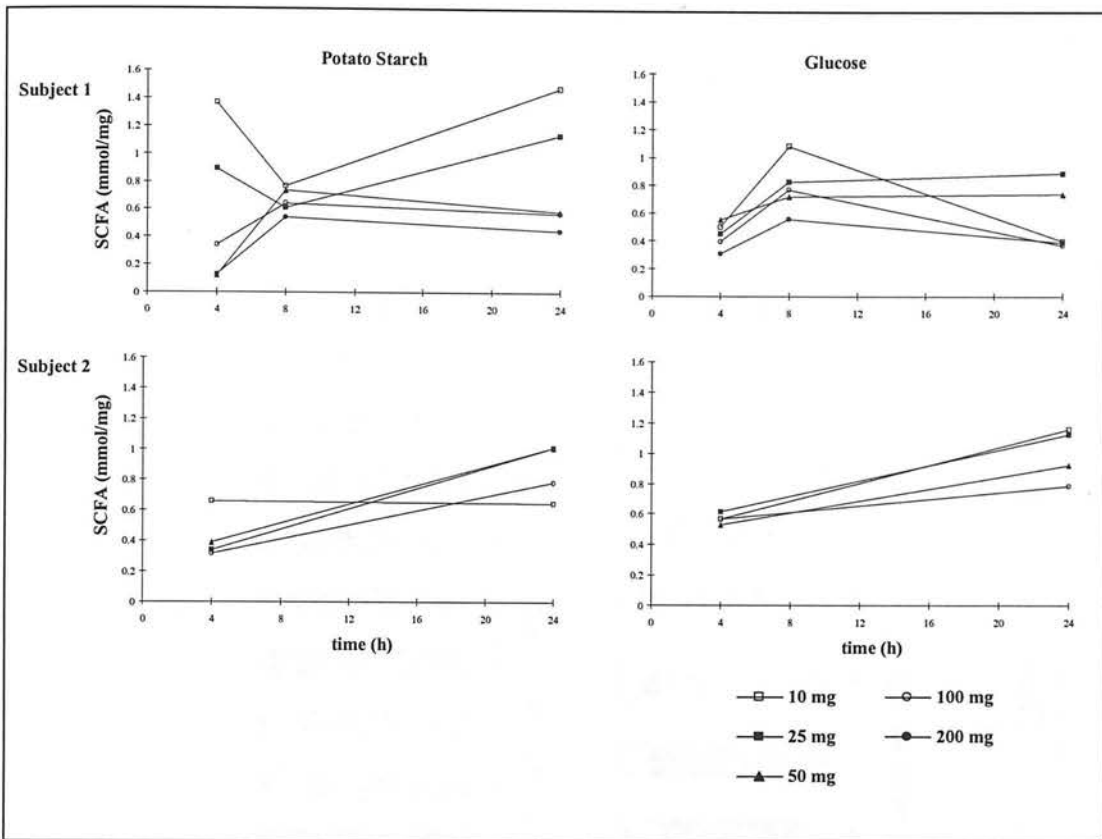 Potato Starch
Glucose
Subject 1
SCFA (mmol/mg)
1.6
1.4
1.2
1
0.8
0.6
0.4
0.2
0
0 4 8 12 16 20 24
1.6
1.4
1.2
1
0.8
0.6
0.4
0.2
0
0 4 8 12 16 20 24
Subject 2
SCFA (mmol/mg)
1.6
1.4
1.2
1
0.8
0.6
0.4
0.2
0
0 4 8 12 16 20 24
time (h)
1.6
1.4
1.2
1
0.8
0.6
0.4
0.2
0
0 4 8 12 16 20 24
time (h)
10 mg 100 mg
25 mg 200 mg
50 mg